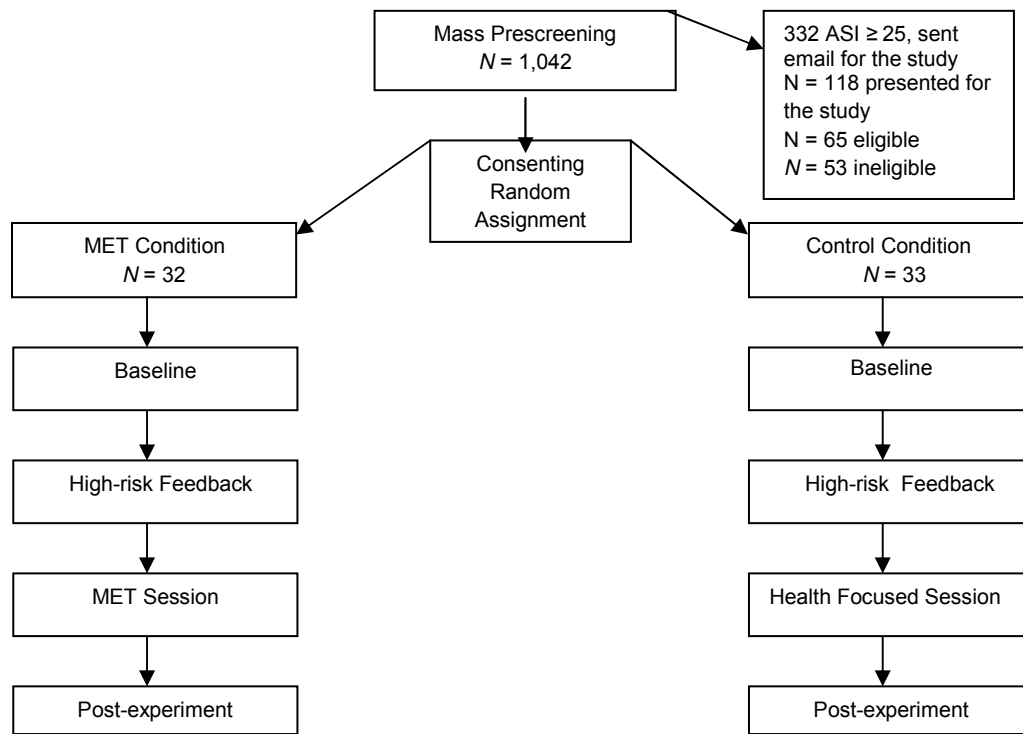 Mass Prescreening
N = 1,042
332 ASI ≥ 25, sent
email for the study
N = 118 presented for
the study
N = 65 eligible
N = 53 ineligible
Consenting
Random
Assignment
MET Condition
N = 32
Control Condition
N = 33
Baseline
Baseline
High-risk Feedback
High-risk Feedback
MET Session
Health Focused Session
Post-experiment
Post-experiment